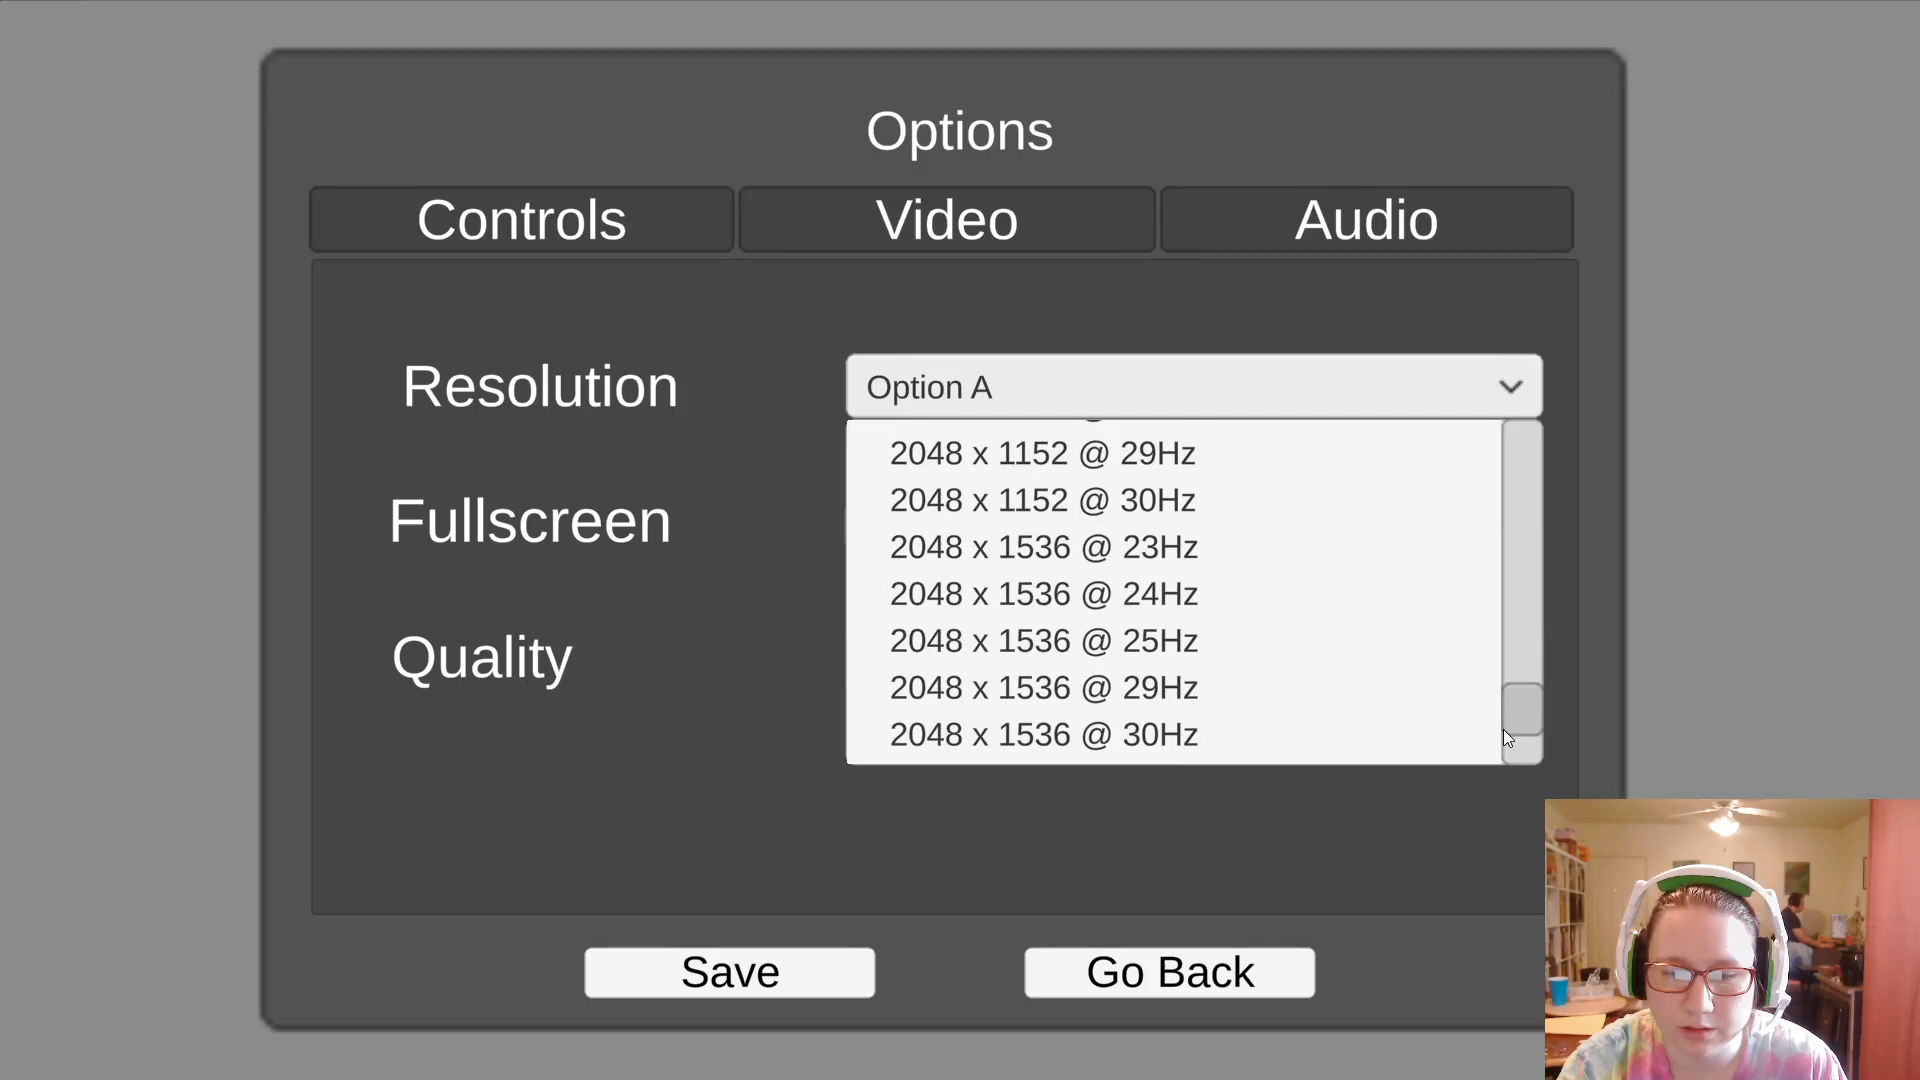 Options
Controls
Video
Audio
Resolution
Option A
2048 x 1152 @ 29Hz
2048 x 1152 @ 30Hz
2048 x 1536 @ 23Hz
2048 x 1536 @ 24Hz
2048 x 1536 @ 25Hz
2048 x 1536 @ 29Hz
2048 x 1536 @ 30Hz
Fullscreen
Quality
Save
Go Back